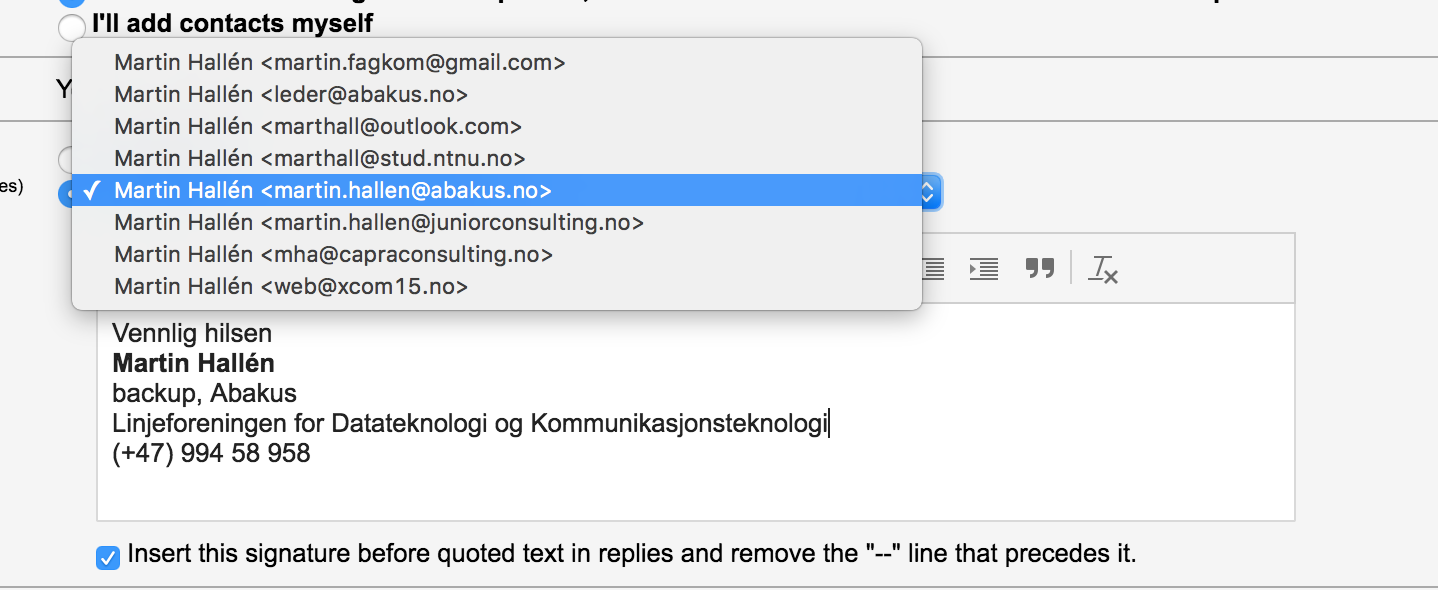 I'll add contacts myself
Martin Hallén <martin.fagkom@gmail.com>
Martin Hallén <leder@abakus.no>
Martin Hallén <marthall@outlook.com>
Martin Hallén <marthall@stud.ntnu.no>
es)
✓ Martin Hallén <martin.hallen@abakus.no>
Martin Hallén <martin.hallen@juniorconsulting.no>
Martin Hallén <mha@capraconsulting.no>
Martin Hallén <web@xcom15.no>
Vennlig hilsen
Martin Hallén
backup, Abakus
Linjeforeningen for Datateknologi og Kommunikasjonsteknologi
(+47) 994 58 958
Insert this signature before quoted text in replies and remove the "--" line that precedes it.